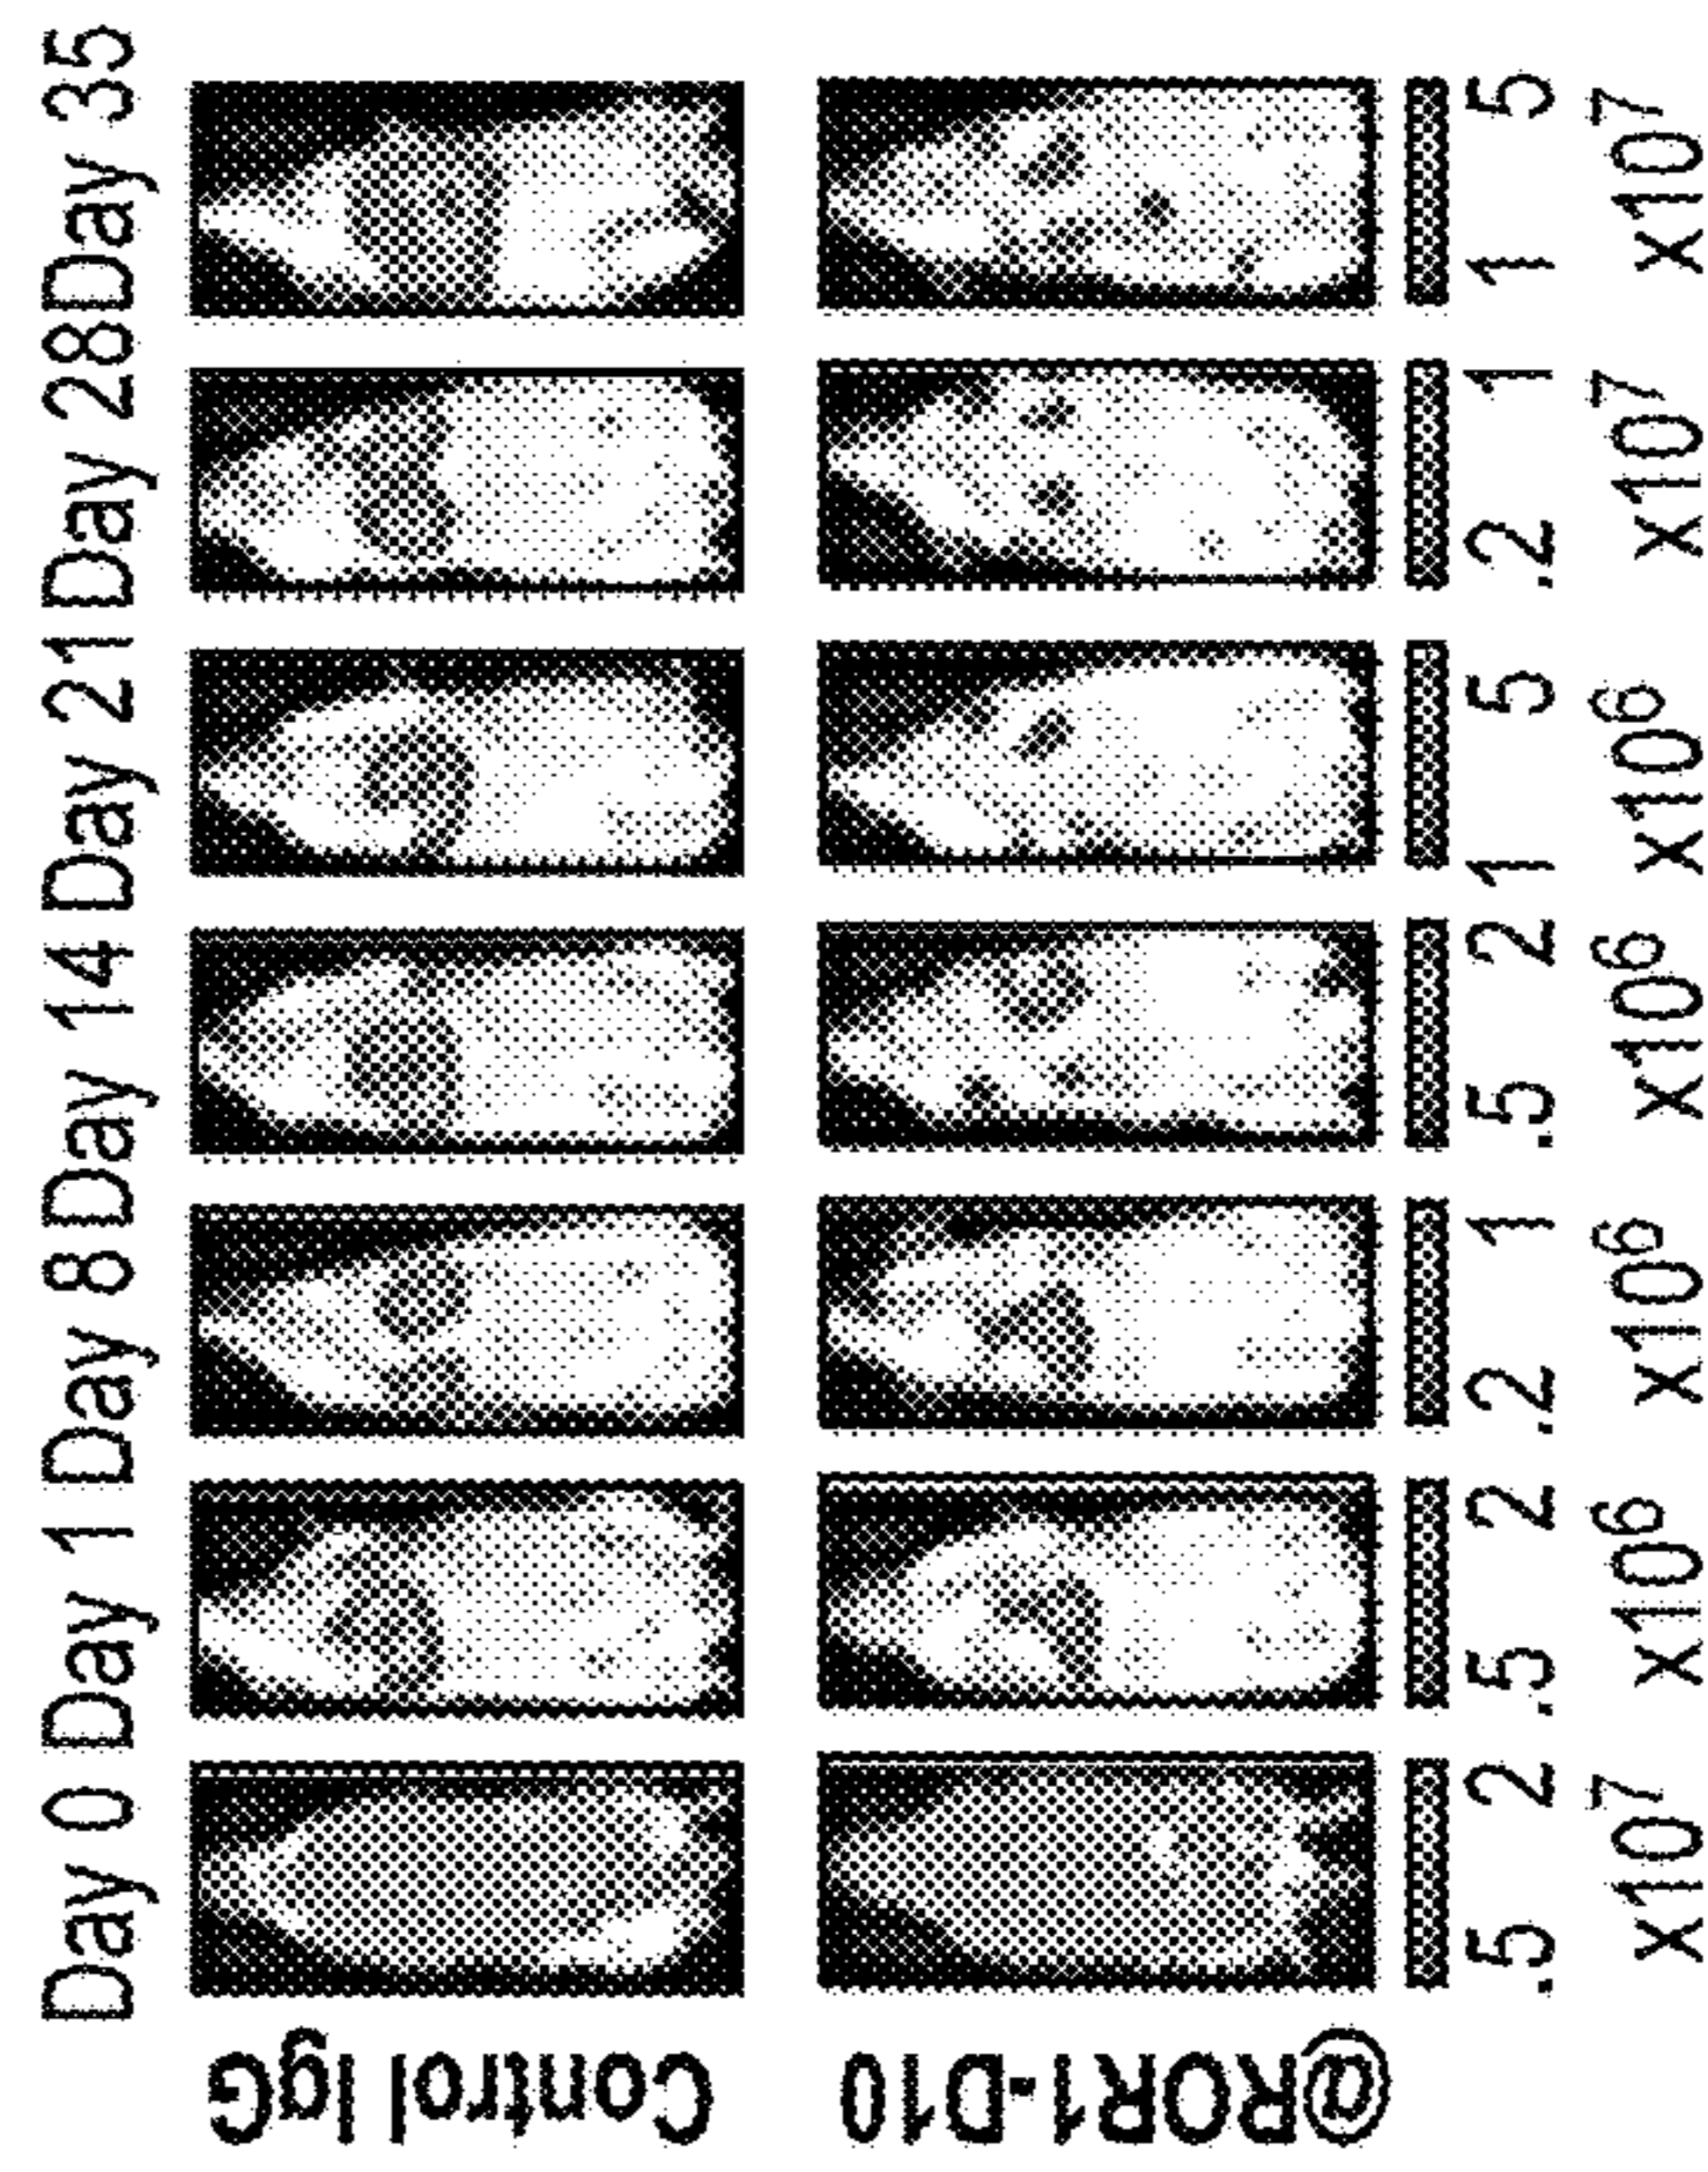 Day 0 Day 1 Day 8 Day 14 Day 21 Day 28 Day 35
Control IgG
@ROR1-D10
.5 2 .5 2 .2 1 .5 2 1 5 .2 1 1 5
x10⁷ x10⁶ x10⁶ x10⁶ x10⁶ x10⁷ x10⁷